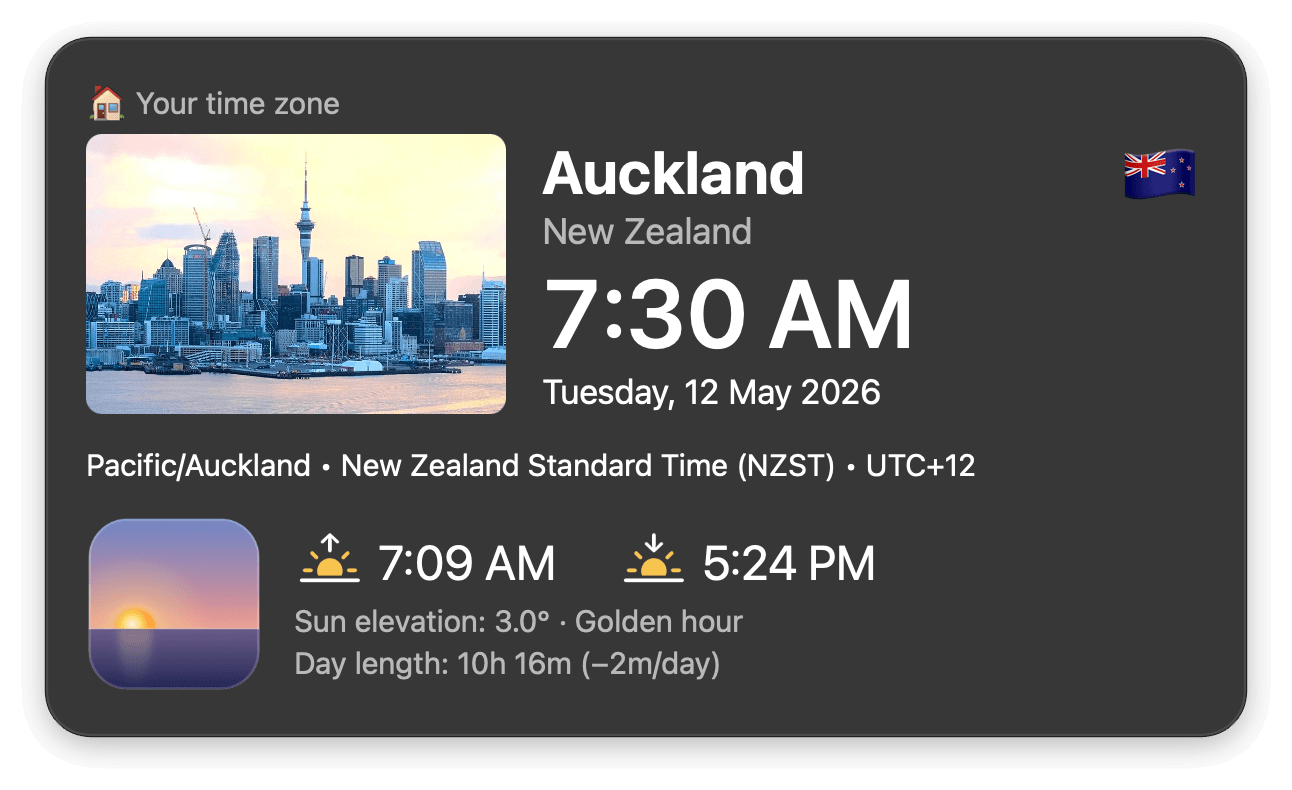 Your time zone
Auckland
New Zealand
7:30 AM
Tuesday, 12 May 2026
Pacific/Auckland • New Zealand Standard Time (NZST) • UTC+12
7:09 AM 5:24 PM
Sun elevation: 3.0° · Golden hour
Day length: 10h 16m (−2m/day)